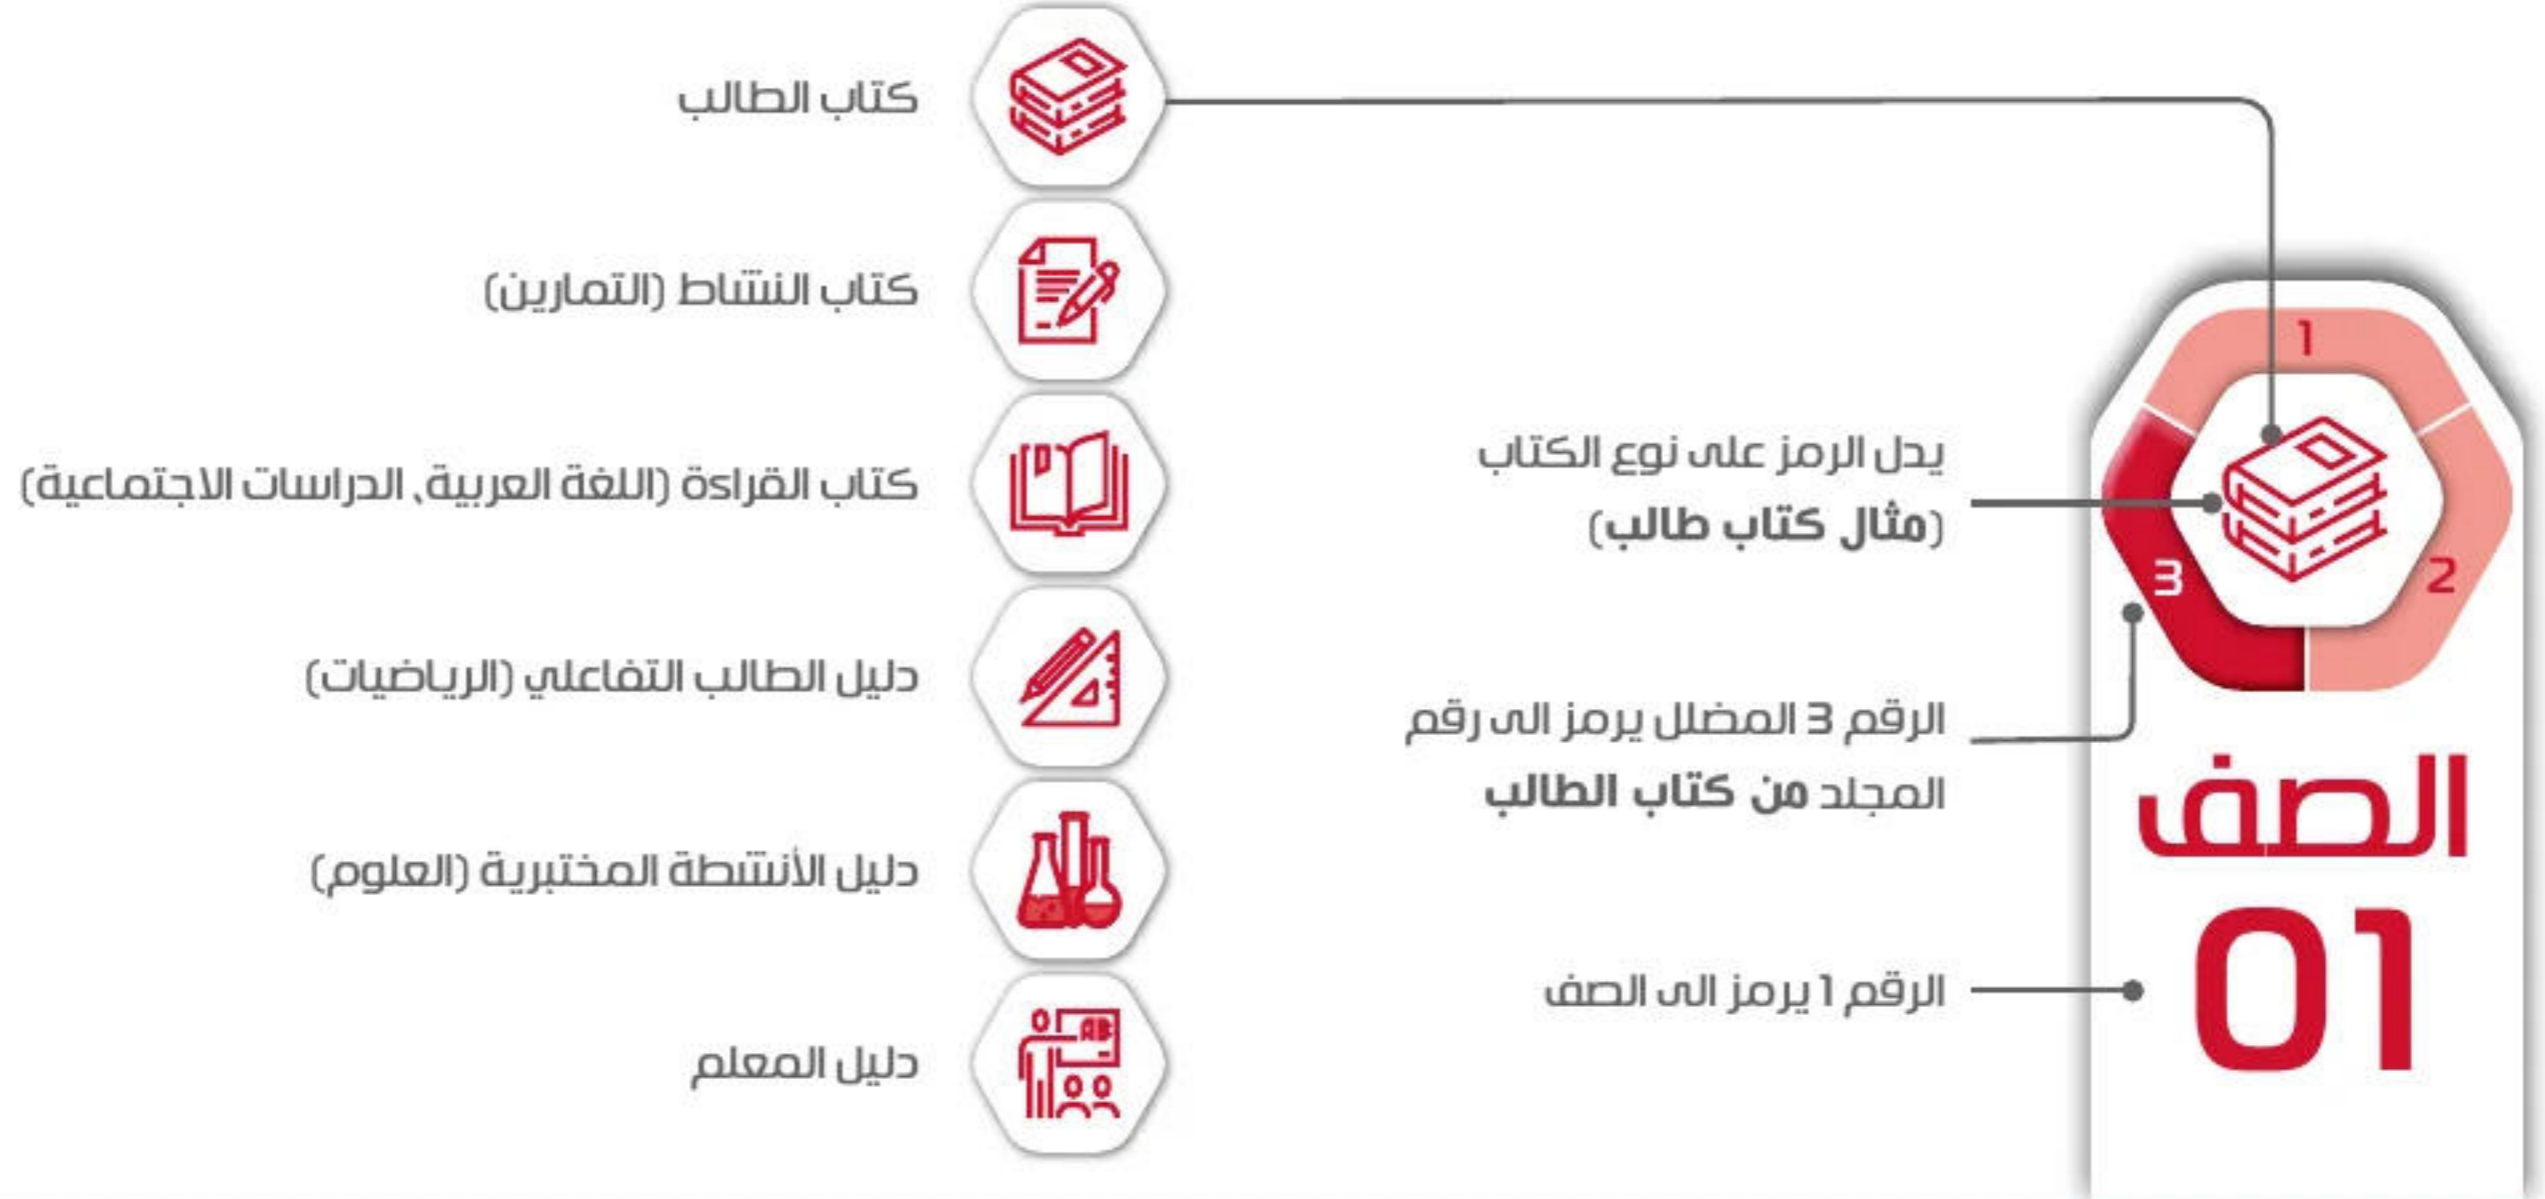 1
2
3
الصف
01
يدل الرمز على نوع الكتاب
(مثال كتاب طالب)
الرقم 3 المضلل يرمز الى رقم
المجلد من كتاب الطالب
الرقم 1 يرمز الى الصف
كتاب الطالب
كتاب النشاط (التمارين)
كتاب القراءة (اللغة العربية، الدراسات الاجتماعية)
دليل الطالب التفاعلي (الرياضيات)
دليل الأنشطة المختبرية (العلوم)
AB
دليل المعلم